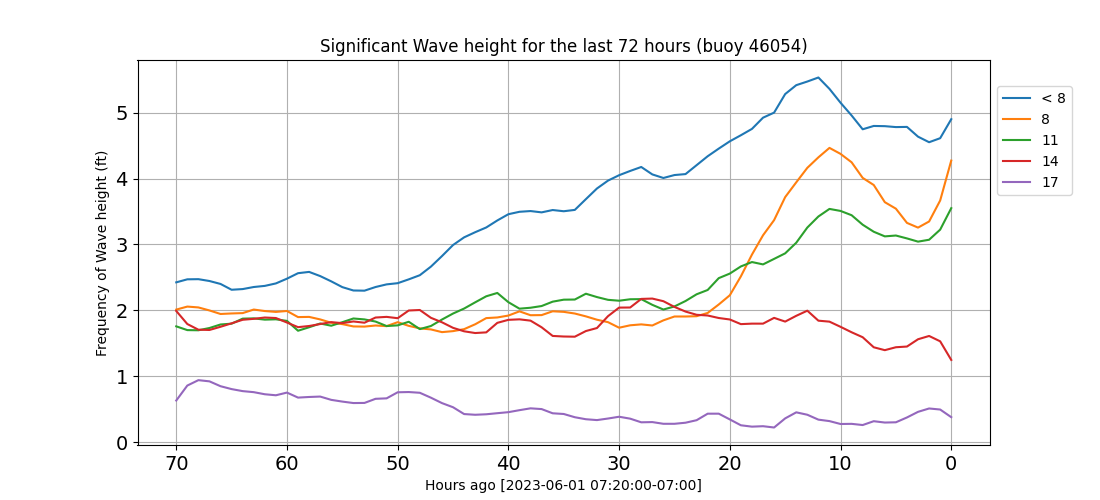 Significant Wave height for the last 72 hours (buoy 46054)
Frequency of Wave height (ft)
5
4
3
2
1
0
70 60 50 40 30 20 10 0
Hours ago [2023-06-01 07:20:00-07:00]
< 8
8
11
14
17